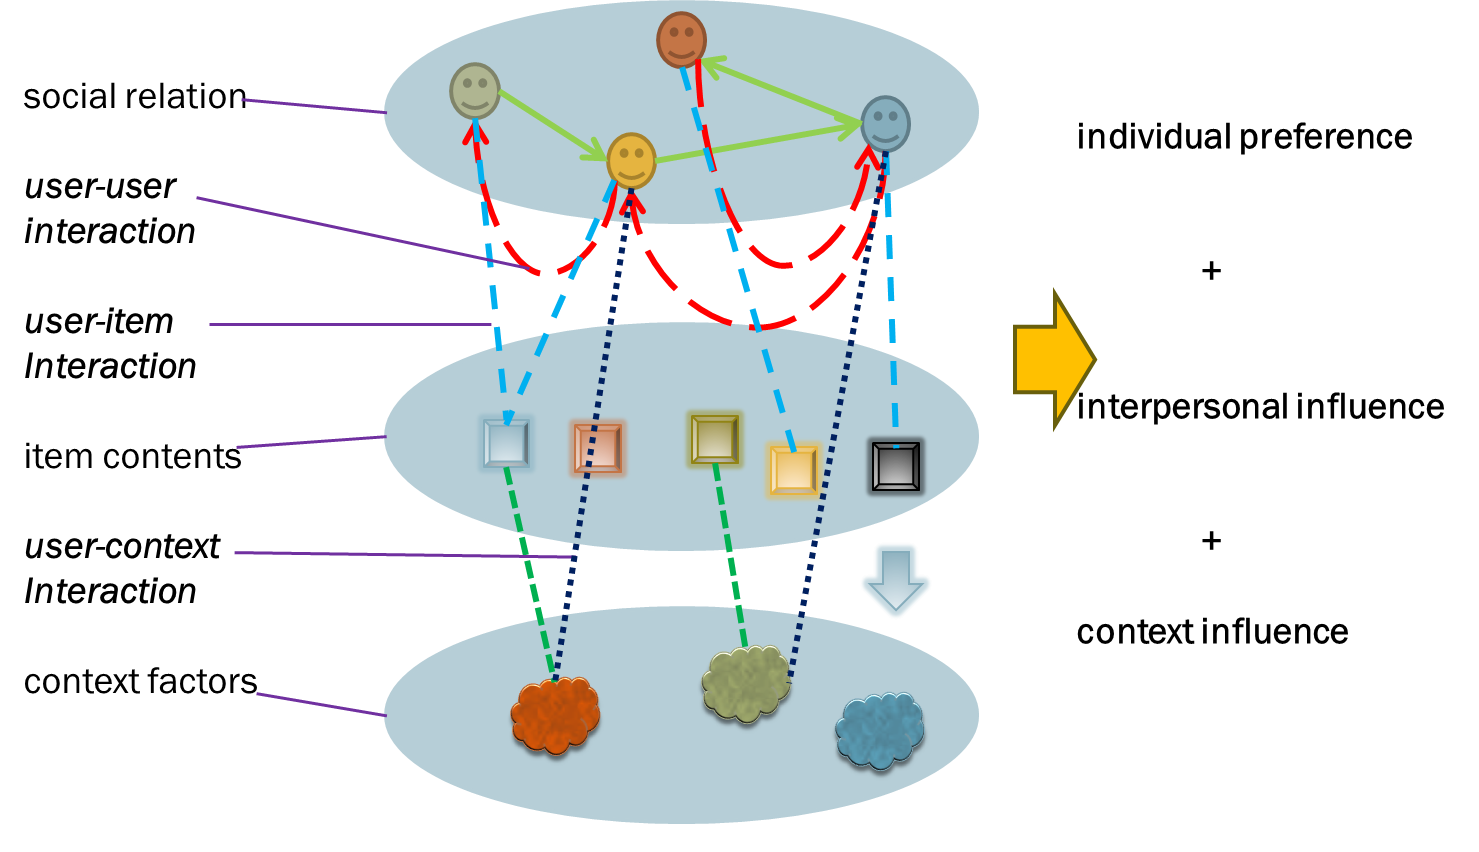 social relation
user-user
interaction
user-item
Interaction
item contents
user-context
Interaction
context factors
individual preference
+
interpersonal influence
+
context influence